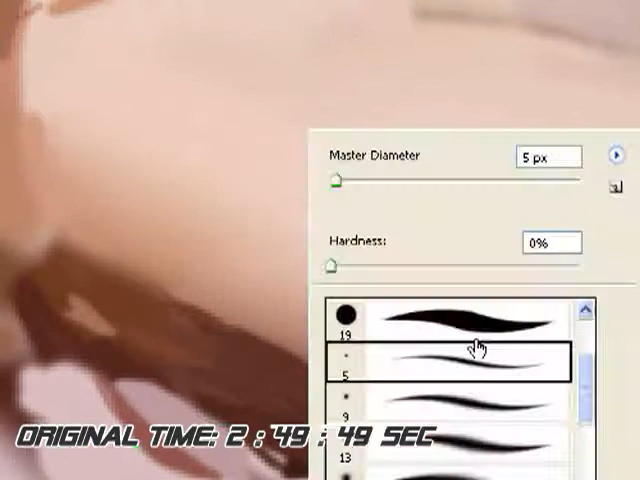 Master Diameter
5 px
Hardness:
0%
19
5
9
13
ORIGINAL TIME: 2 : 49 : 49 SEC